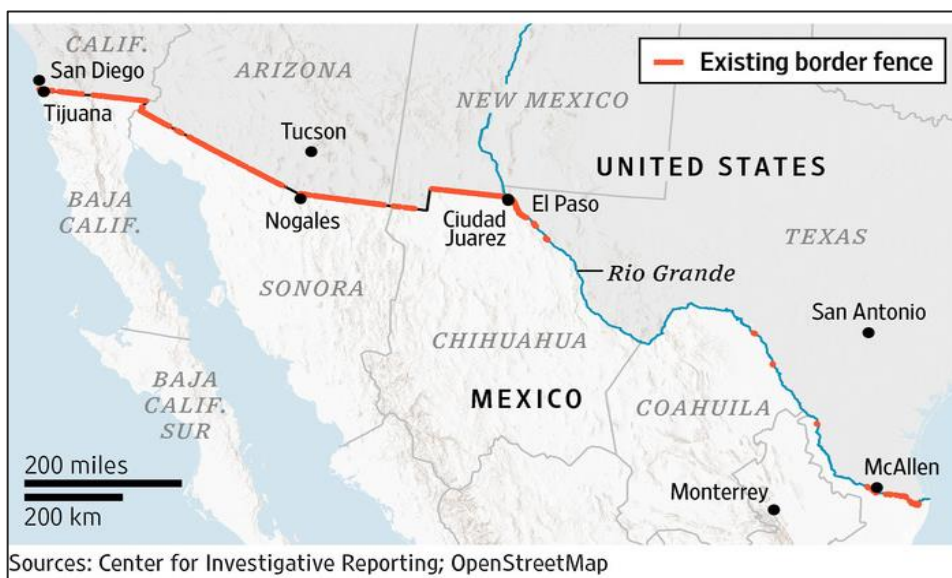 CALIF.
San Diego
Tijuana
ARIZONA
Tucson
NEW MEXICO
Existing border fence
UNITED STATES
BAJA
CALIF.
Nogales
Ciudad
Juarez
El Paso
TEXAS
Rio Grande
SONORA
San Antonio
CHIHUAHUA
BAJA
CALIF.
SUR
MEXICO
COAHUILA
200 miles
200 km
McAllen
Monterrey
Sources: Center for Investigative Reporting; OpenStreetMap